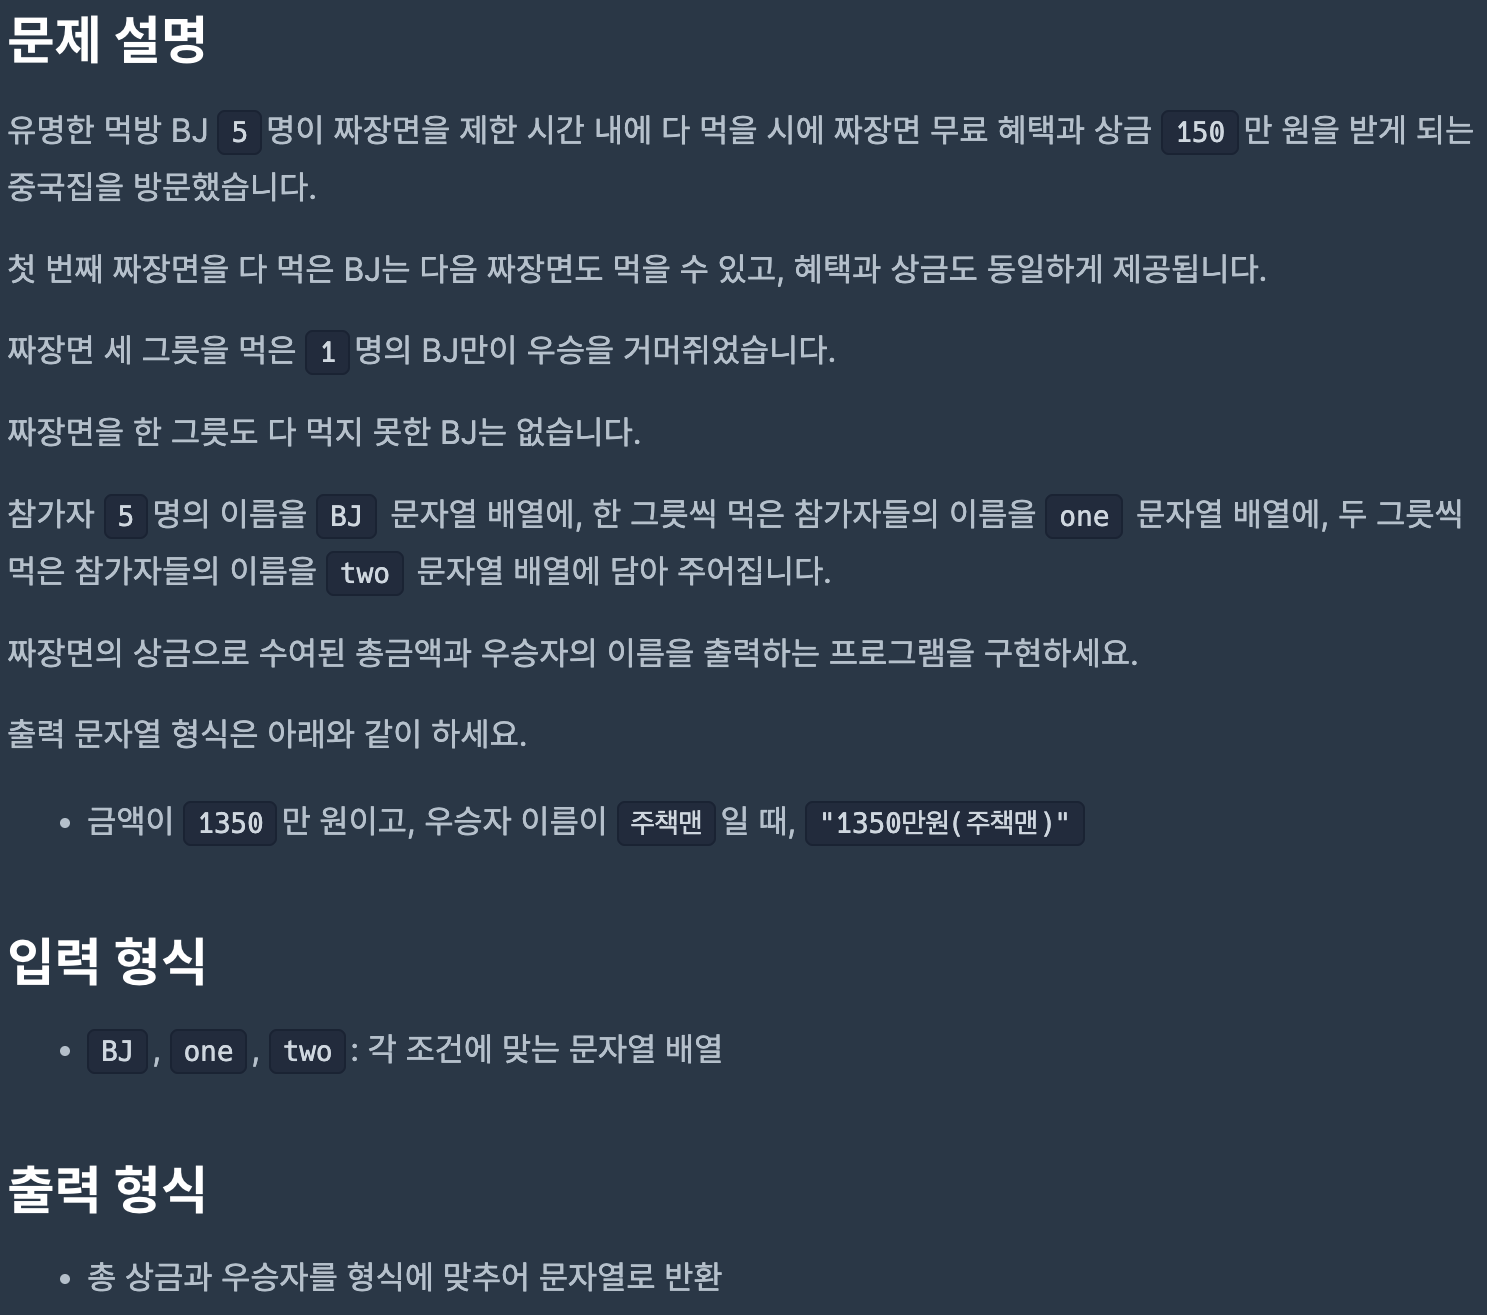 문제 설명
유명한 먹방 BJ 5 명이 짜장면을 제한 시간 내에 다 먹을 시에 짜장면 무료 혜택과 상금 150 만 원을 받게 되는
중국집을 방문했습니다.
첫 번째 짜장면을 다 먹은 BJ는 다음 짜장면도 먹을 수 있고, 혜택과 상금도 동일하게 제공됩니다.
짜장면 세 그릇을 먹은 1 명의 BJ만이 우승을 거머쥐었습니다.
짜장면을 한 그릇도 다 먹지 못한 BJ는 없습니다.
참가자 5 명의 이름을 BJ 문자열 배열에, 한 그릇씩 먹은 참가자들의 이름을 one 문자열 배열에, 두 그릇씩
먹은 참가자들의 이름을 two 문자열 배열에 담아 주어집니다.
짜장면의 상금으로 수여된 총금액과 우승자의 이름을 출력하는 프로그램을 구현하세요.
출력 문자열 형식은 아래와 같이 하세요.
• 금액이 1350 만 원이고, 우승자 이름이 주책맨 일 때, "1350만원(주책맨)"
입력 형식
• BJ , one , two : 각 조건에 맞는 문자열 배열
출력 형식
• 총 상금과 우승자를 형식에 맞추어 문자열로 반환